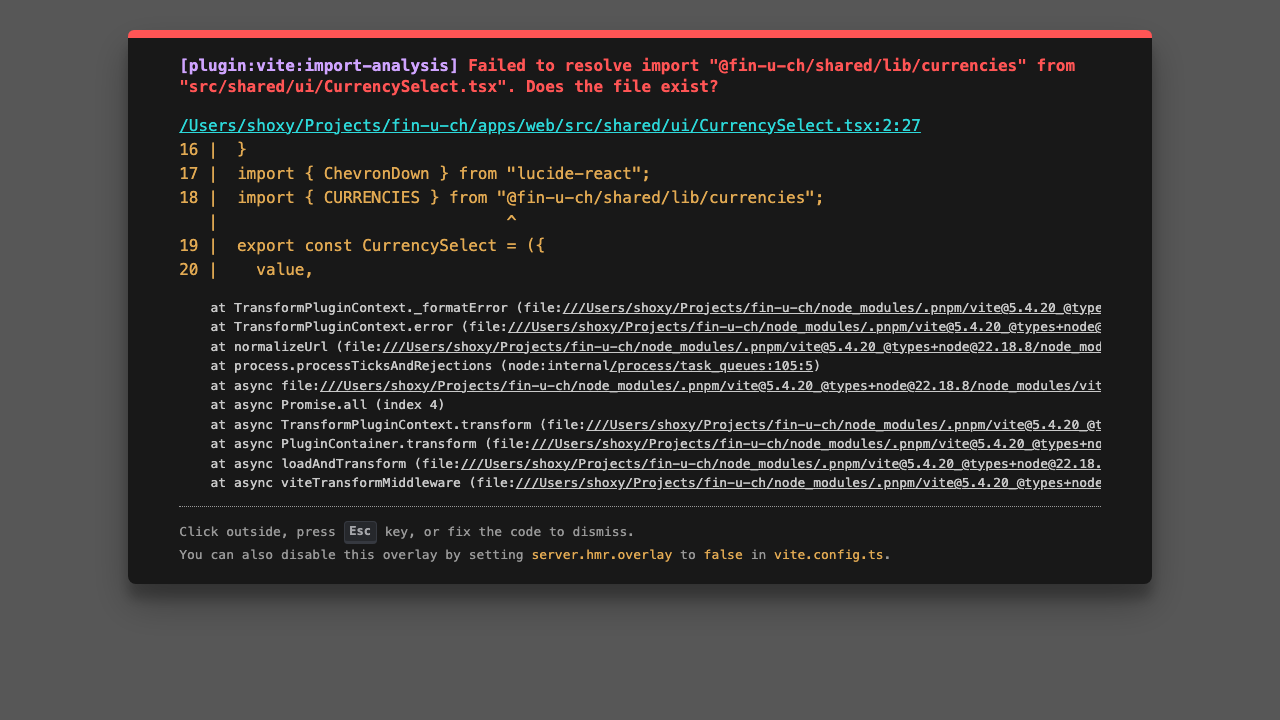 [plugin:vite:import-analysis] Failed to resolve import "@fin-u-ch/shared/lib/currencies" from
"src/shared/ui/CurrencySelect.tsx". Does the file exist?
/Users/shoxy/Projects/fin-u-ch/apps/web/src/shared/ui/CurrencySelect.tsx:2:27
16 |  }
17 |  import { ChevronDown } from "lucide-react";
18 |  import { CURRENCIES } from "@fin-u-ch/shared/lib/currencies";
   |                              ^
19 |  export const CurrencySelect = ({
20 |    value,
at TransformPluginContext._formatError (file:///Users/shoxy/Projects/fin-u-ch/node_modules/.pnpm/vite@5.4.20_@type
at TransformPluginContext.error (file:///Users/shoxy/Projects/fin-u-ch/node_modules/.pnpm/vite@5.4.20_@types+node@
at normalizeUrl (file:///Users/shoxy/Projects/fin-u-ch/node_modules/.pnpm/vite@5.4.20_@types+node@22.18.8/node_mod
at process.processTicksAndRejections (node:internal/process/task_queues:105:5)
at async file:///Users/shoxy/Projects/fin-u-ch/node_modules/.pnpm/vite@5.4.20_@types+node@22.18.8/node_modules/vit
at async Promise.all (index 4)
at async TransformPluginContext.transform (file:///Users/shoxy/Projects/fin-u-ch/node_modules/.pnpm/vite@5.4.20_@t
at async PluginContainer.transform (file:///Users/shoxy/Projects/fin-u-ch/node_modules/.pnpm/vite@5.4.20_@types+no
at async loadAndTransform (file:///Users/shoxy/Projects/fin-u-ch/node_modules/.pnpm/vite@5.4.20_@types+node@22.18.
at async viteTransformMiddleware (file:///Users/shoxy/Projects/fin-u-ch/node_modules/.pnpm/vite@5.4.20_@types+node
Click outside, press Esc key, or fix the code to dismiss.
You can also disable this overlay by setting server.hmr.overlay to false in vite.config.ts.